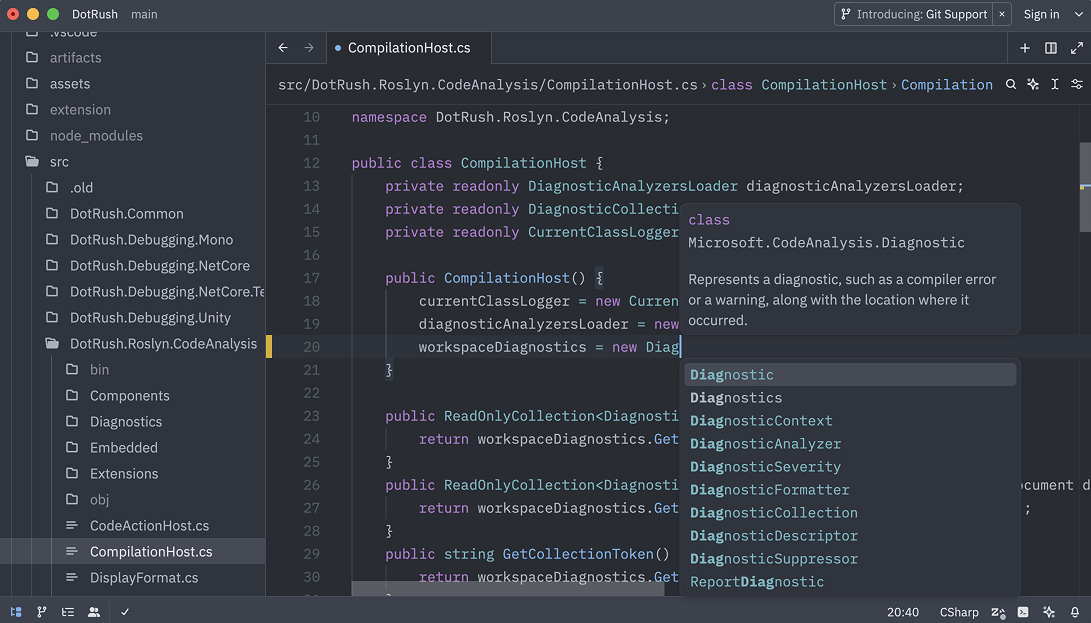 DotRush main
Introducing: Git Support × Sign in
.vscode
artifacts
assets
extension
node_modules
src
.old
DotRush.Common
DotRush.Debugging.Mono
DotRush.Debugging.NetCore
DotRush.Debugging.NetCore.Te
DotRush.Debugging.Unity
DotRush.Roslyn.CodeAnalysis
bin
Components
Diagnostics
Embedded
Extensions
obj
CodeActionHost.cs
CompilationHost.cs
DisplayFormat.cs
CompilationHost.cs
src/DotRush.Roslyn.CodeAnalysis/CompilationHost.cs › class CompilationHost › Compilation
10 namespace DotRush.Roslyn.CodeAnalysis;
11
12 public class CompilationHost {
13 private readonly DiagnosticAnalyzersLoader diagnosticAnalyzersLoader;
14 private readonly DiagnosticCollecti
15 private readonly CurrentClassLogger
16
17 public CompilationHost() {
18 currentClassLogger = new Curren
19 diagnosticAnalyzersLoader = new
20 workspaceDiagnostics = new Diag
21 }
22
23 public ReadOnlyCollection<Diagnosti
24 return workspaceDiagnostics.Get
25 }
26 public ReadOnlyCollection<Diagnosti ocument d
27 return workspaceDiagnostics.Get ;
28 }
29 public string GetCollectionToken()
30 return workspaceDiagnostics.Get
class
Microsoft.CodeAnalysis.Diagnostic
Represents a diagnostic, such as a compiler error
or a warning, along with the location where it
occurred.
Diagnostic
Diagnostics
DiagnosticContext
DiagnosticAnalyzer
DiagnosticSeverity
DiagnosticFormatter
DiagnosticCollection
DiagnosticDescriptor
DiagnosticSuppressor
ReportDiagnostic
20:40 CSharp